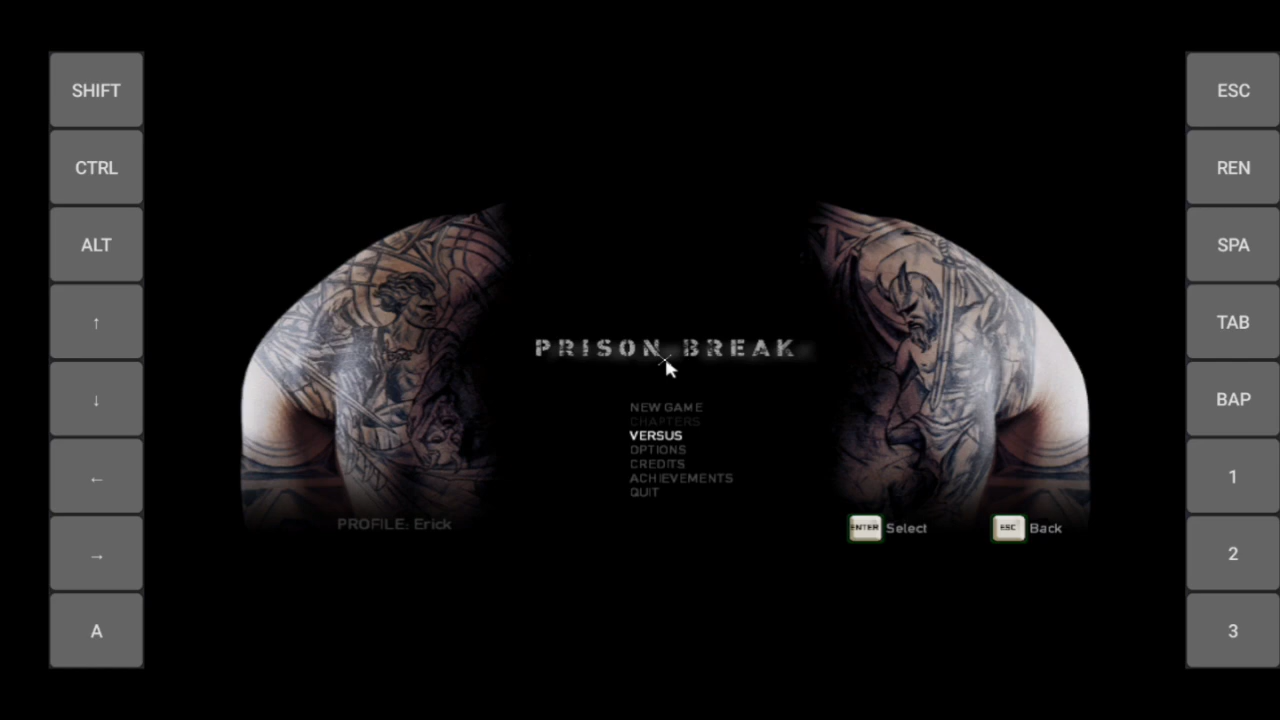 SHIFT
CTRL
ALT
↑
↓
←
→
A
PRISON BREAK
NEW GAME
CHAPTERS
VERSUS
OPTIONS
CREDITS
ACHIEVEMENTS
QUIT
PROFILE: Erick
ENTER Select
ESC Back
ESC
REN
SPA
TAB
BAP
1
2
3